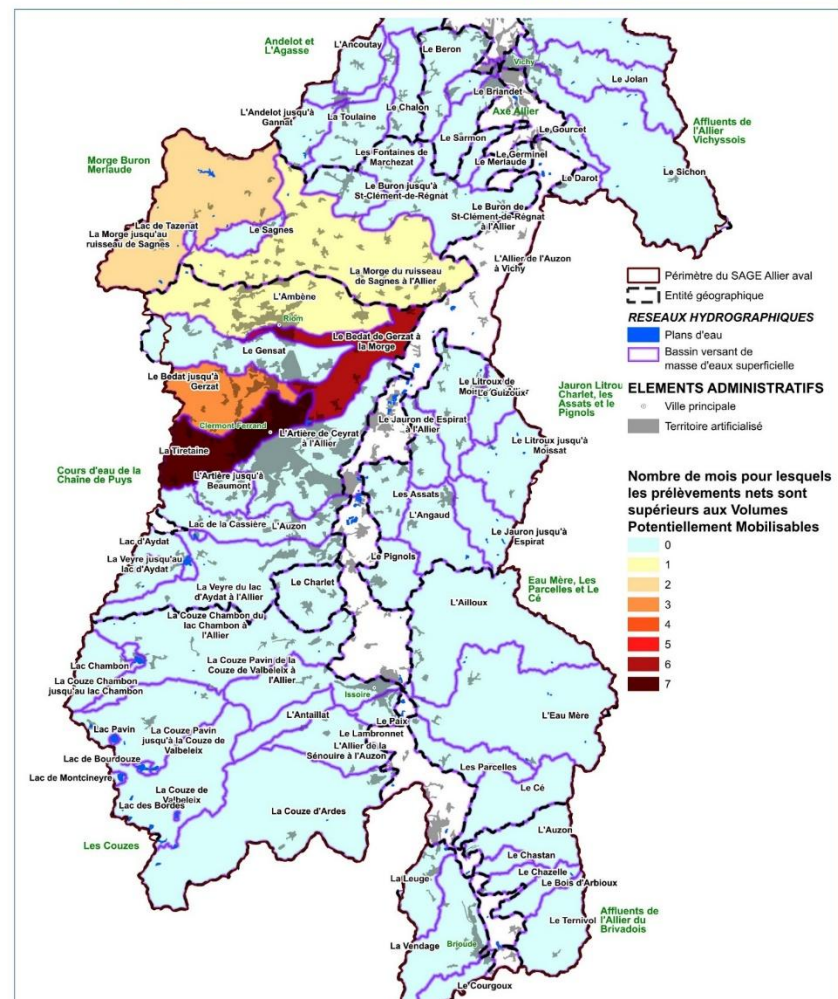 Andelot et
L'Agasse
L'Ancoutay
Le Beron
Vichy
Le Jolan
Le Briandet
L'Andelot jusqu'à
Gannat
La Toulaine
Le Chalon
Axe Allier
Affluents de
l'Allier
Vichyssois
Morge Buron
Merlaude
Les Fontaines de
Marchezat
Le Sarmon
Le Gourcet
Le Germinel
Le Merlaude
Le Darot
Le Sichon
Le Buron jusqu'à
St-Clément-de-Régnat
Lac de Tazenat
La Morge jusqu'au
ruisseau de Sagnes
Le Sagnes
Le Buron de
St-Clément-de-Régnat
à l'Allier
L'Allier de l'Auzon
à Vichy
La Morge du ruisseau
de Sagnes à l'Allier
L'Ambène
Riom
Le Gensat
Le Bedat de Gerzat à
la Morge
Le Bedat jusqu'à
Gerzat
Clermont-Ferrand
La Tiretaine
L'Artière de Ceyrat
à l'Allier
L'Artière jusqu'à
Beaumont
Cours d'eau de la
Chaîne de Puys
Le Litroux de
Le Guizoux
Le Jauron de Espirat
à l'Allier
Jauron Litrou
Charlet, les
Assats et le
Pignols
Le Litroux jusqu'à
Moissat
Les Assats
L'Angaud
Lac de la Cassière
L'Auzon
Lac d'Aydat
La Veyre jusqu'au
lac d'Aydat
Le Pignols
Le Jauron jusqu'à
Espirat
La Veyre du lac
d'Aydat à l'Allier
Le Charlet
Eau Mère, Les
Parcelles et Le
Cé
L'Ailloux
La Couze Chambon du
lac Chambon à
l'Allier
Lac Chambon
La Couze Chambon
jusqu'au lac Chambon
La Couze Pavin de la
Couze de Valbeleix à
l'Allier
Issoire
Lac Pavin
La Couze Pavin
jusqu'à la Couze de
Valbeleix
L'Antaillat
Le Paix
L'Eau Mère
Lac de Bourdouze
Le Lambronnet
L'Allier de la
Sénouire à l'Auzon
Lac de Montcineyre
La Couze de
Valbeleix
Lac des Bordes
Les Parcelles
Le Cé
La Couze d'Ardes
Les Couzes
L'Auzon
Le Chastan
Le Chazelle
Le Bois d'Arbioux
La Leuge
Le Ternivol
Affluents de
l'Allier du
Brivadois
La Vendage
Brioude
Le Courgoux
Périmètre du SAGE Allier aval
Entité géographique
RESEAUX HYDROGRAPHIQUES
Plans d'eau
Bassin versant de
masse d'eaux superficielle
ELEMENTS ADMINISTRATIFS
Ville principale
Territoire artificialisé
Nombre de mois pour lesquels
les prélèvements nets sont
supérieurs aux Volumes
Potentiellement Mobilisables
0
1
2
3
4
5
6
7